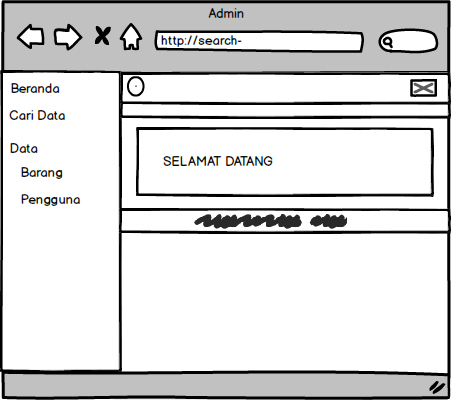 Admin
http://search-
Beranda
Cari Data
Data
Barang
Pengguna
SELAMAT DATANG